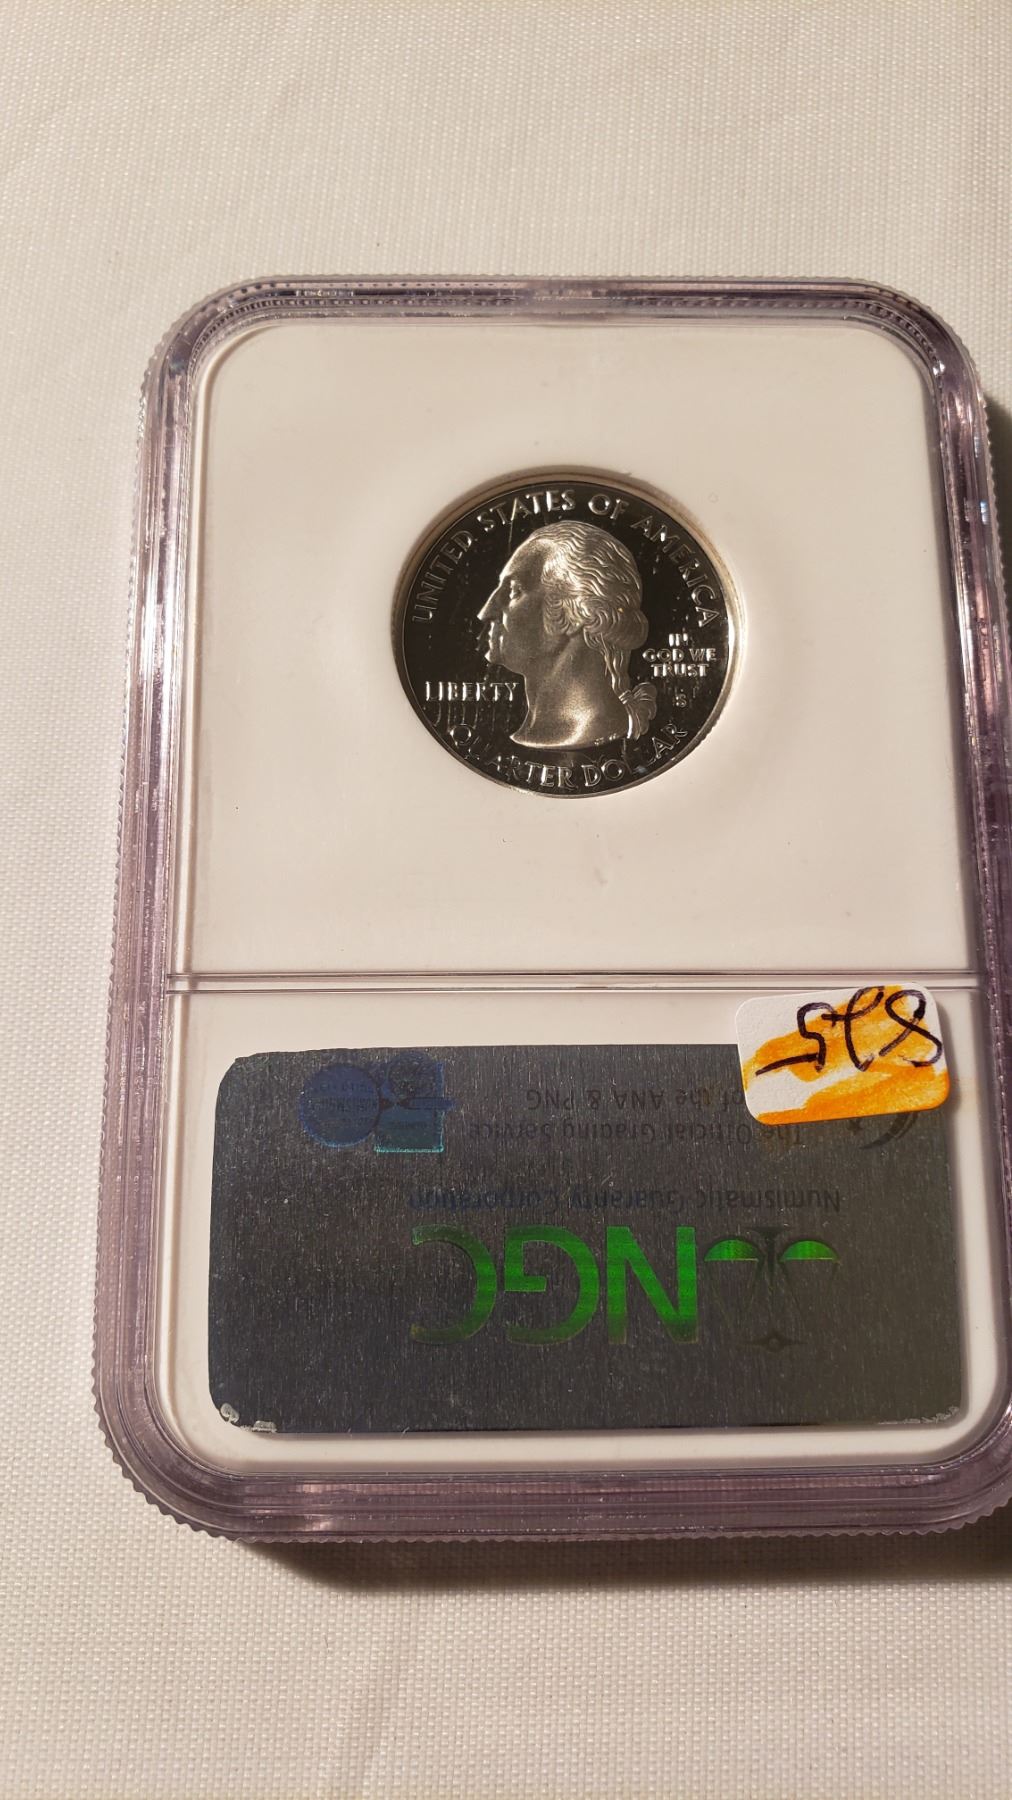 UNITED STATES OF AMERICA
IN
GOD WE
TRUST
LIBERTY
S
QUARTER DOLLAR
NGC
Numismatic Guaranty Corporation
The Official Grading Service
of the ANA & PNG